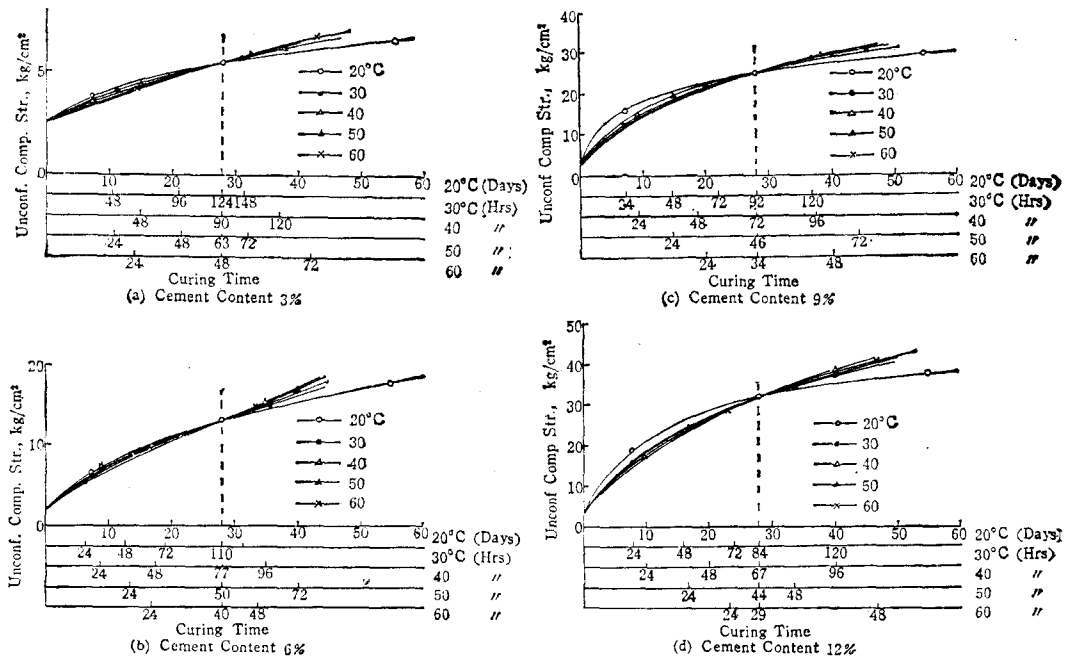 Unconf. Comp. Str., kg/cm²
5
0
20°C
30
40
50
60
10 20 30 40 50 60 20°C (Days)
43 96 124 148 30°C (Hrs)
48 90 120 40 〃
24 48 63 72 50 〃
24 48 72 60 〃
Curing Time
(a) Cement Content 3%
Unconf. Comp Str., kg/cm²
40
30
20
10
0
20°C
30
40
50
60
10 20 28 30 40 50 60 20°C (Days)
34 48 72 92 120 30°C (Hrs)
24 48 72 96 40 〃
24 46 72 50 〃
24 34 48 60 〃
Curing Time
(c) Cement Content 9%
Unconf. Comp. Str., kg/cm²
20
10
0
20°C
30
40
50
60
10 20 30 40 50 60 20°C (Days)
24 18 72 110 30°C (Hrs)
24 48 77 96 40 〃
24 50 72 50 〃
24 40 48 60 〃
Curing Time
(b) Cement Content 6%
Unconf Comp Str., kg/cm²
50
40
30
20
10
0
20°C
30
40
50
60
10 20 28 30 40 50 60 20°C (Days)
24 48 72 84 120 30°C (Hrs)
24 48 67 96 40 〃
24 44 48 50 〃
24 29 48 60 〃
Curing Time
(d) Cement Content 12%